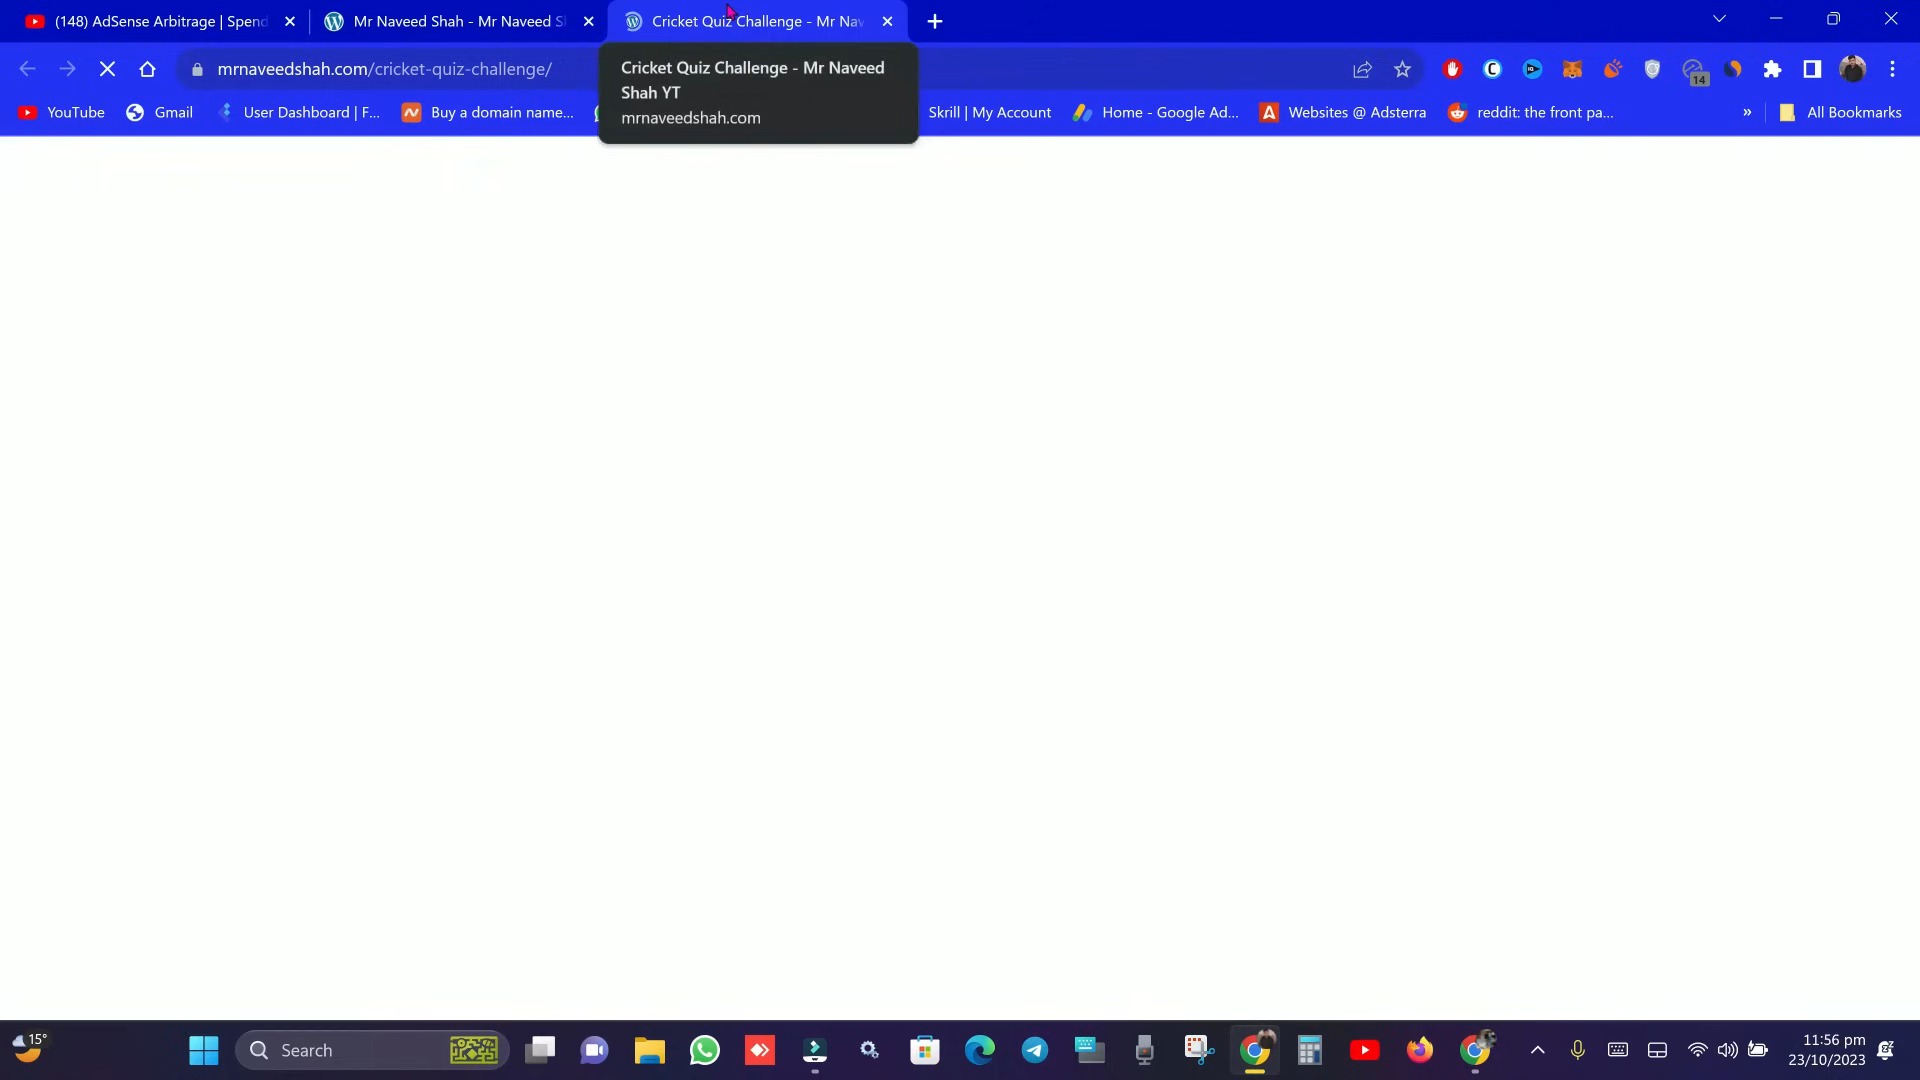 (148) AdSense Arbitrage | Spend
Mr Naveed Shah - Mr Naveed S
Cricket Quiz Challenge - Mr Nav
mrnaveedshah.com/cricket-quiz-challenge/
Cricket Quiz Challenge - Mr Naveed
Shah YT
mrnaveedshah.com
14
YouTube
Gmail
User Dashboard | F...
Buy a domain name...
Skrill | My Account
Home - Google Ad...
Websites @ Adsterra
reddit: the front pa...
»
All Bookmarks
15°
Search
11:56 pm
23/10/2023